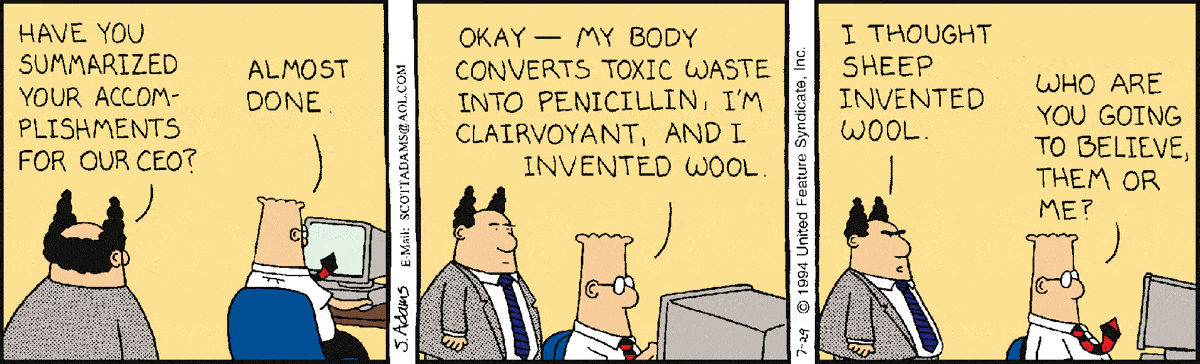 HAVE YOU
SUMMARIZED
YOUR ACCOM-
PLISHMENTS
FOR OUR CEO?
ALMOST
DONE.
S. Adams E-Mail: SCOTTADAMS@AOL.COM
OKAY — MY BODY
CONVERTS TOXIC WASTE
INTO PENICILLIN, I'M
CLAIRVOYANT, AND I
INVENTED WOOL.
7-29 © 1994 United Feature Syndicate, Inc.
I THOUGHT
SHEEP
INVENTED
WOOL.
WHO ARE
YOU GOING
TO BELIEVE,
THEM OR
ME?